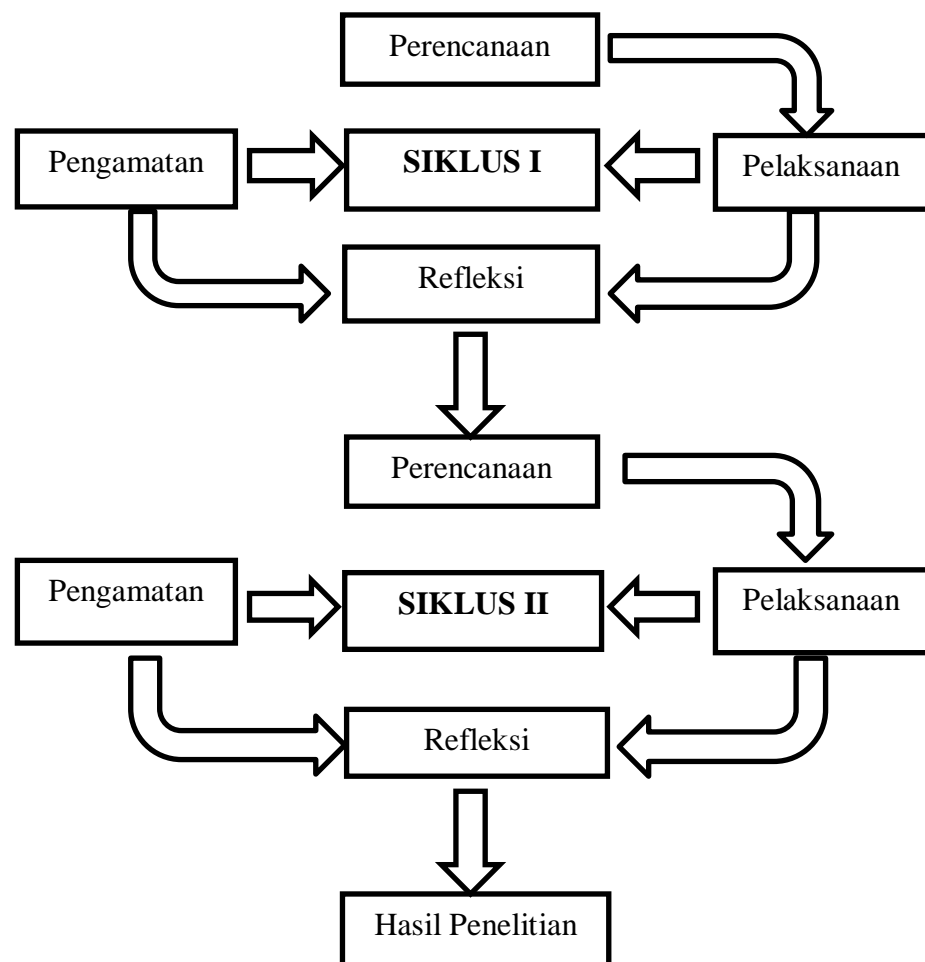 Perencanaan
Pengamatan
SIKLUS I
Pelaksanaan
Refleksi
Perencanaan
Pengamatan
SIKLUS II
Pelaksanaan
Refleksi
Hasil Penelitian